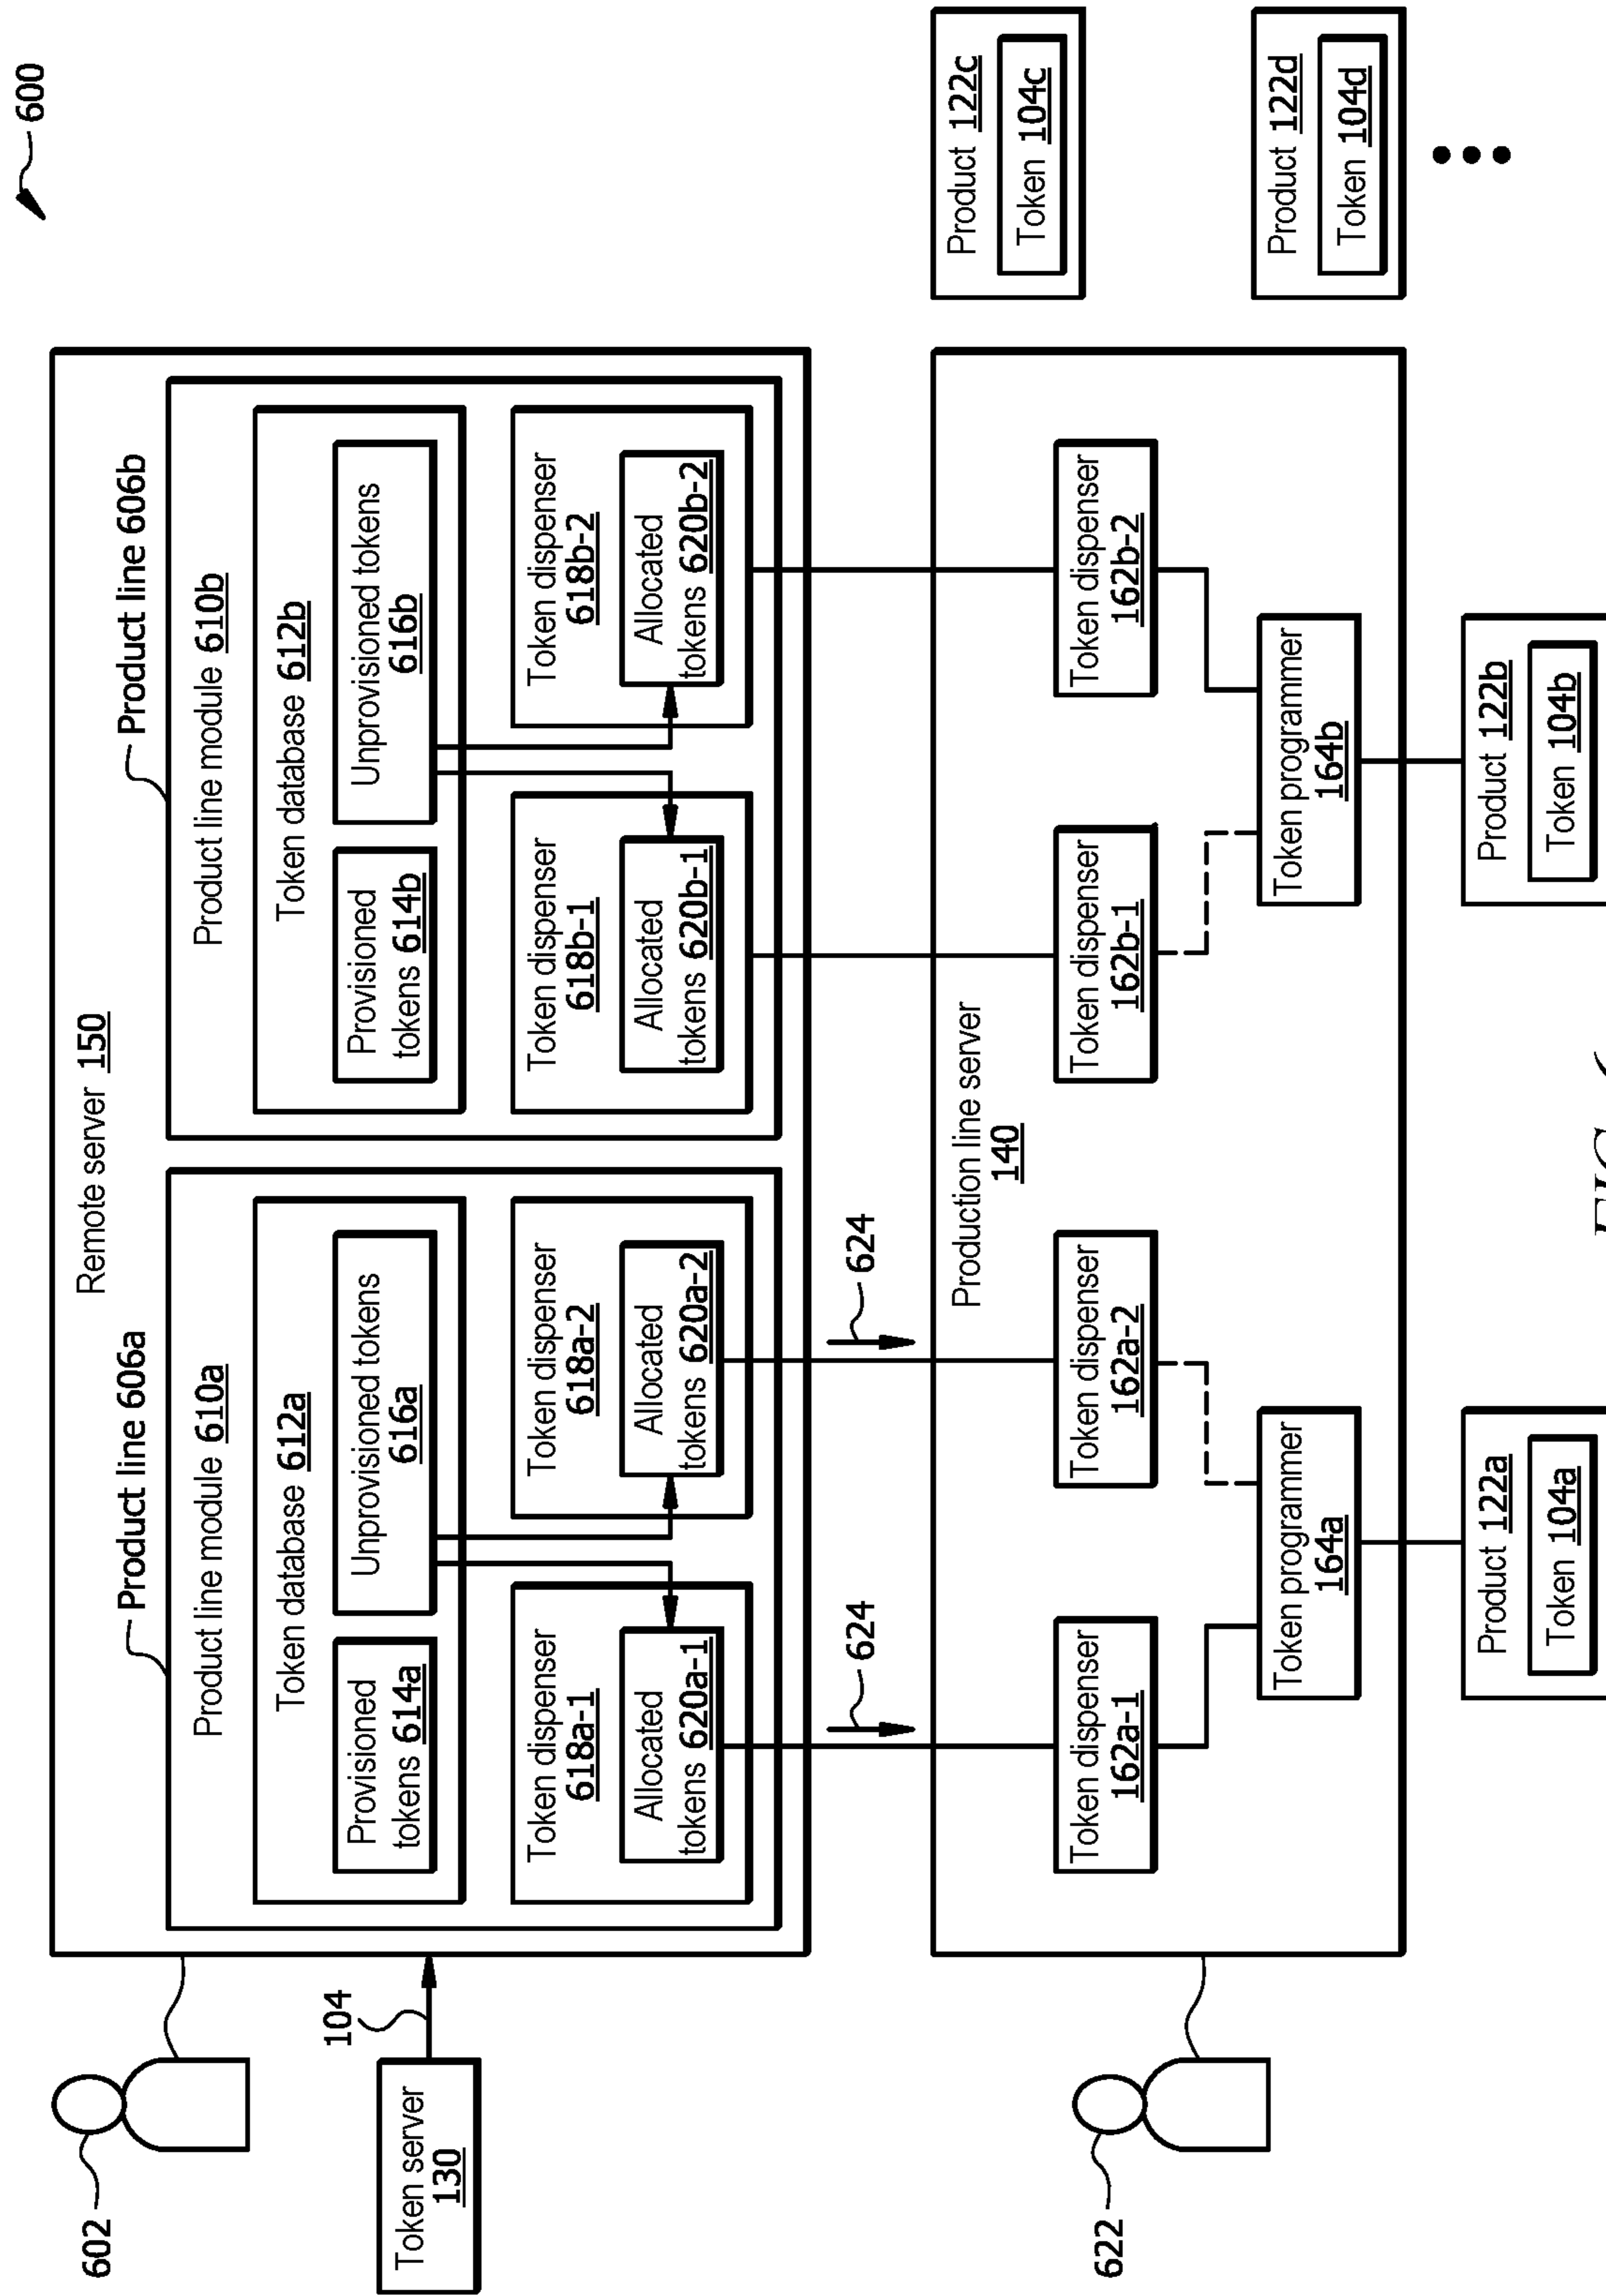 600
Remote server 150
Product line 606a
Product line module 610a
Token database 612a
Provisioned
tokens 614a
Unprovisioned tokens
616a
Token dispenser
618a-1
Allocated
tokens 620a-1
Token dispenser
618a-2
Allocated
tokens 620a-2
Product line 606b
Product line module 610b
Token database 612b
Provisioned
tokens 614b
Unprovisioned tokens
616b
Token dispenser
618b-1
Allocated
tokens 620b-1
Token dispenser
618b-2
Allocated
tokens 620b-2
602
104
Token server
130
624
624
622
Production line server
140
Token dispenser
162a-1
Token dispenser
162a-2
Token dispenser
162b-1
Token dispenser
162b-2
Token programmer
164a
Token programmer
164b
Product 122a
Token 104a
Product 122b
Token 104b
Product 122c
Token 104c
Product 122d
Token 104d